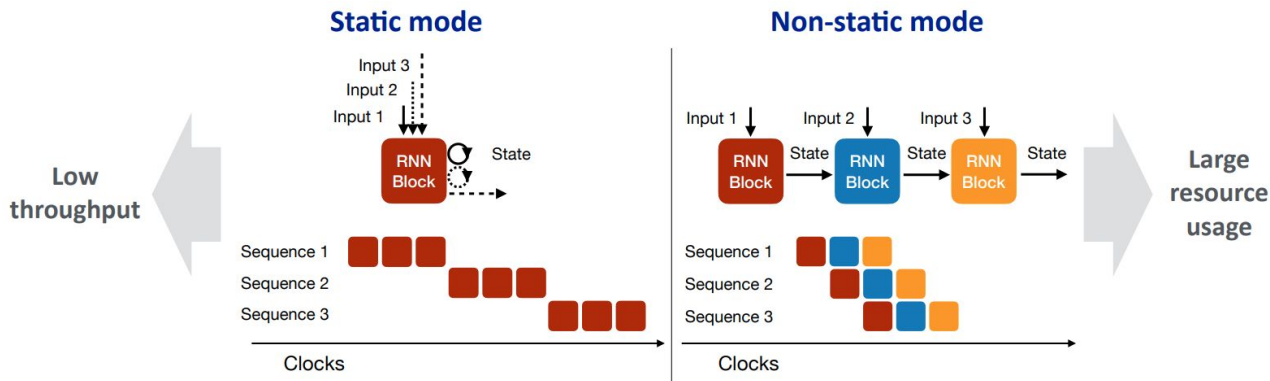 Static mode
Non-static mode
Input 3
Input 2
Input 1
RNN
Block
State
Low
throughput
Sequence 1
Sequence 2
Sequence 3
Clocks
Input 1
Input 2
Input 3
RNN
Block
State
RNN
Block
State
RNN
Block
State
Large
resource
usage
Sequence 1
Sequence 2
Sequence 3
Clocks